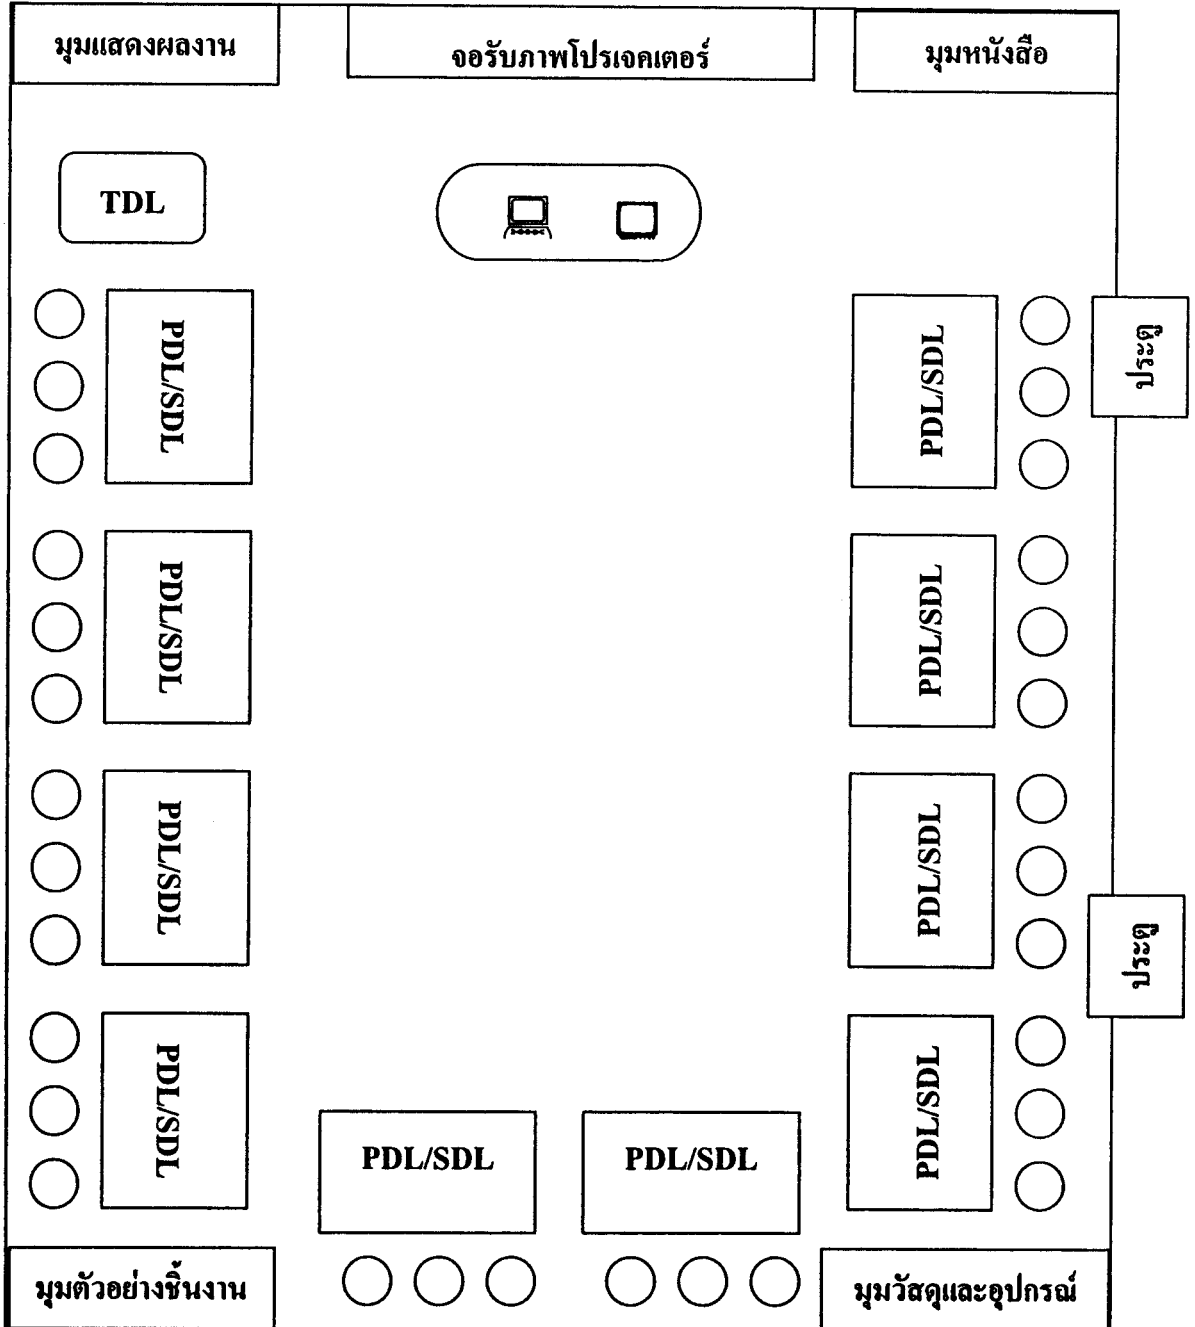 มุมแสดงผลงาน
จอรับภาพโปรเจคเตอร์
มุมหนังสือ
TDL
PDL/SDL
PDL/SDL
ประตู
PDL/SDL
PDL/SDL
PDL/SDL
PDL/SDL
ประตู
PDL/SDL
PDL/SDL
PDL/SDL
PDL/SDL
มุมตัวอย่างชิ้นงาน
มุมวัสดุและอุปกรณ์